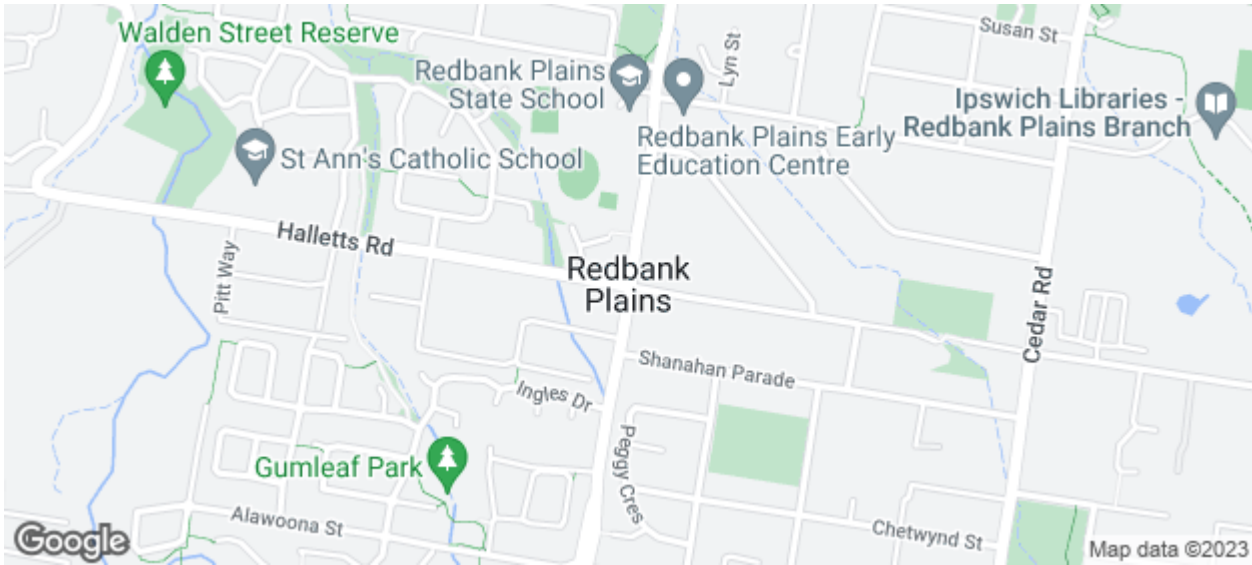 Walden Street Reserve
Susan St
Lyn St
Redbank Plains
State School
Ipswich Libraries -
Redbank Plains Branch
Redbank Plains Early
Education Centre
St Ann's Catholic School
Halletts Rd
Pitt Way
Redbank
Plains
Cedar Rd
Shanahan Parade
Ingles Dr
Peggy Cres
Gumleaf Park
Alawoona St
Chetwynd St
Google
Map data ©2023